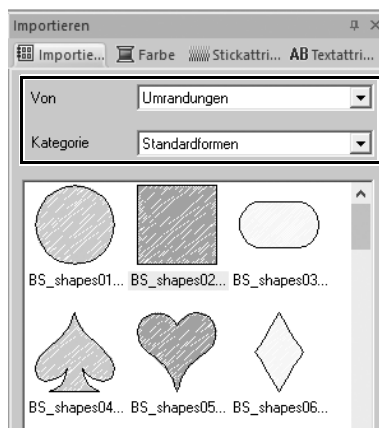 Importieren
Importie... Farbe Stickattri... AB Textattri...
Von Umrandungen
Kategorie Standardformen
BS_shapes01... BS_shapes02... BS_shapes03...
BS_shapes04... BS_shapes05... BS_shapes06...